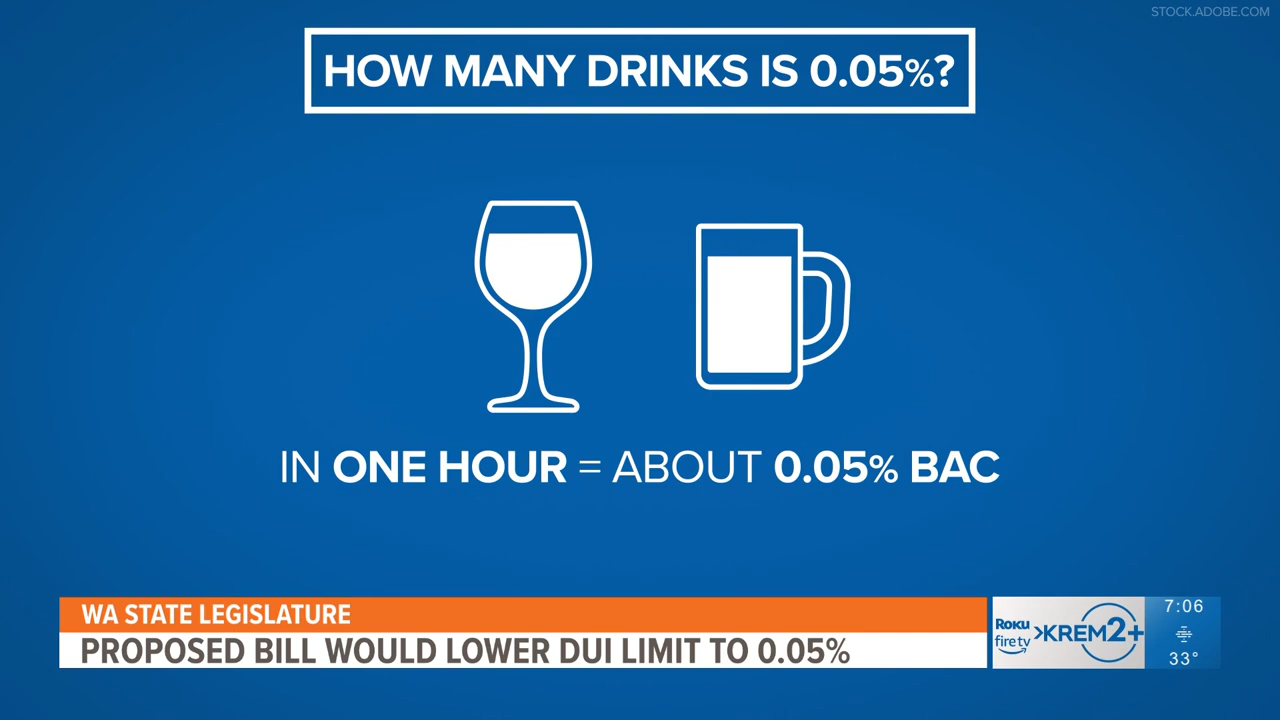 STOCK.ADOBE.COM
HOW MANY DRINKS IS 0.05%?
IN ONE HOUR = ABOUT 0.05% BAC
WA STATE LEGISLATURE
PROPOSED BILL WOULD LOWER DUI LIMIT TO 0.05%
Roku
fire tv
KREM2+
7:06
33°